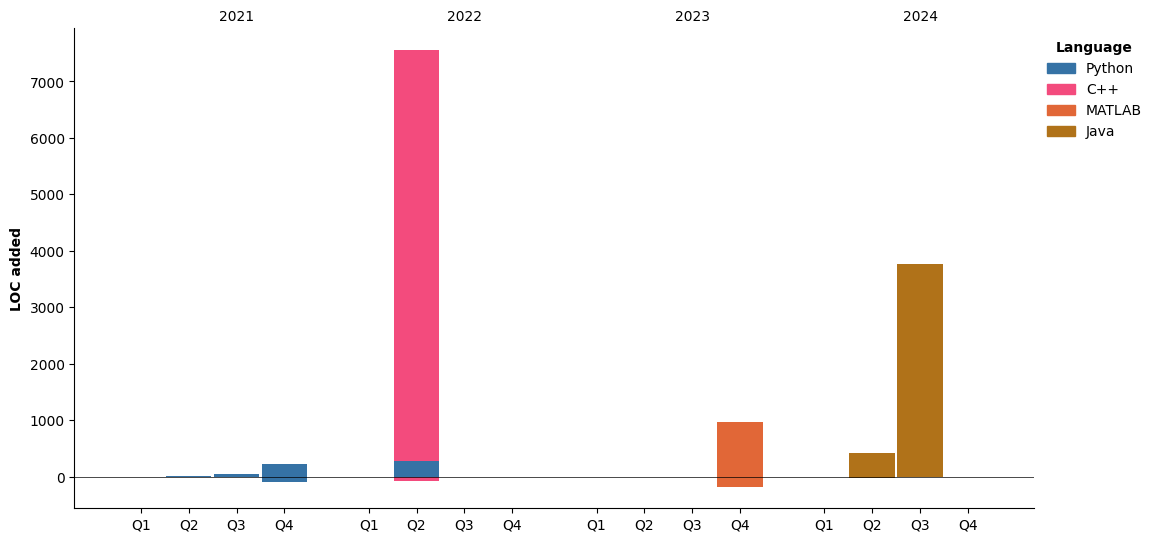 2021 2022 2023 2024
Language
Python
C++
MATLAB
Java
LOC added
7000
6000
5000
4000
3000
2000
1000
0
Q1 Q2 Q3 Q4 Q1 Q2 Q3 Q4 Q1 Q2 Q3 Q4 Q1 Q2 Q3 Q4